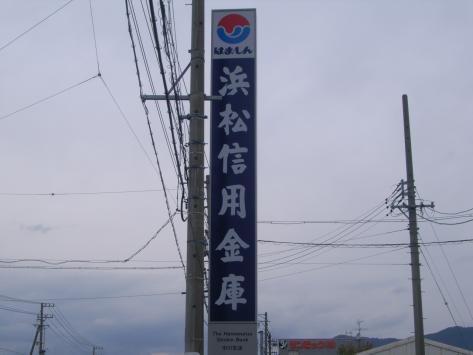 はましん
浜松信用金庫
The Hamamatsu
Shinkin Bank